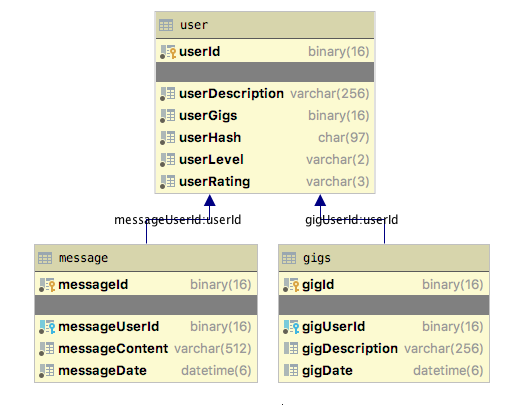 user
userId binary(16)
userDescription varchar(256)
userGigs binary(16)
userHash char(97)
userLevel varchar(2)
userRating varchar(3)
messageUserId:userId gigUserId:userId
message
messageId binary(16)
messageUserId binary(16)
messageContent varchar(512)
messageDate datetime(6)
gigs
gigId binary(16)
gigUserId binary(16)
gigDescription varchar(256)
gigDate datetime(6)